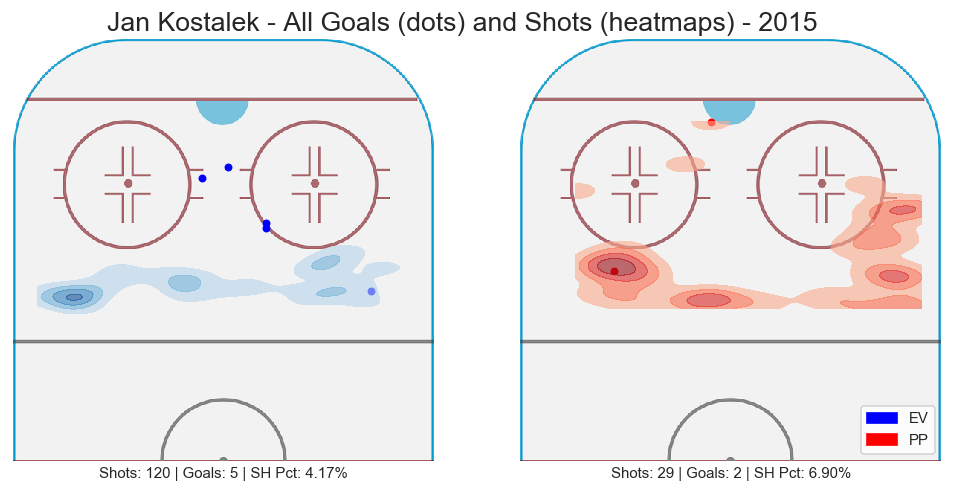 Jan Kostalek - All Goals (dots) and Shots (heatmaps) - 2015
EV
PP
Shots: 120 | Goals: 5 | SH Pct: 4.17%
Shots: 29 | Goals: 2 | SH Pct: 6.90%